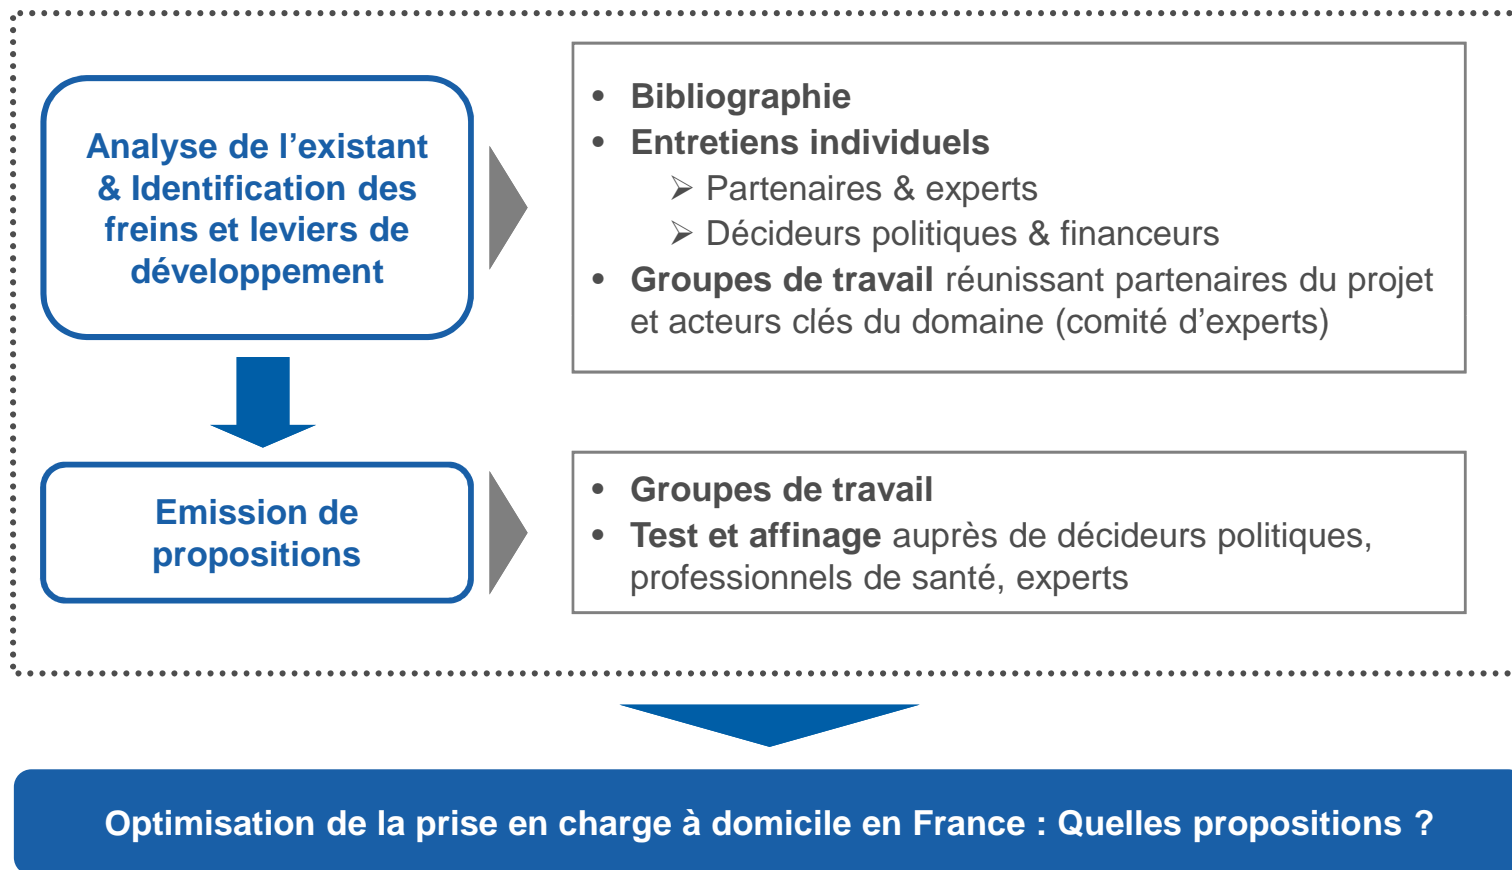 Analyse de l’existant
& Identification des
freins et leviers de
développement
• Bibliographie
• Entretiens individuels
➢ Partenaires & experts
➢ Décideurs politiques & financeurs
• Groupes de travail réunissant partenaires du projet
et acteurs clés du domaine (comité d’experts)
Emission de
propositions
• Groupes de travail
• Test et affinage auprès de décideurs politiques,
professionnels de santé, experts
Optimisation de la prise en charge à domicile en France : Quelles propositions ?